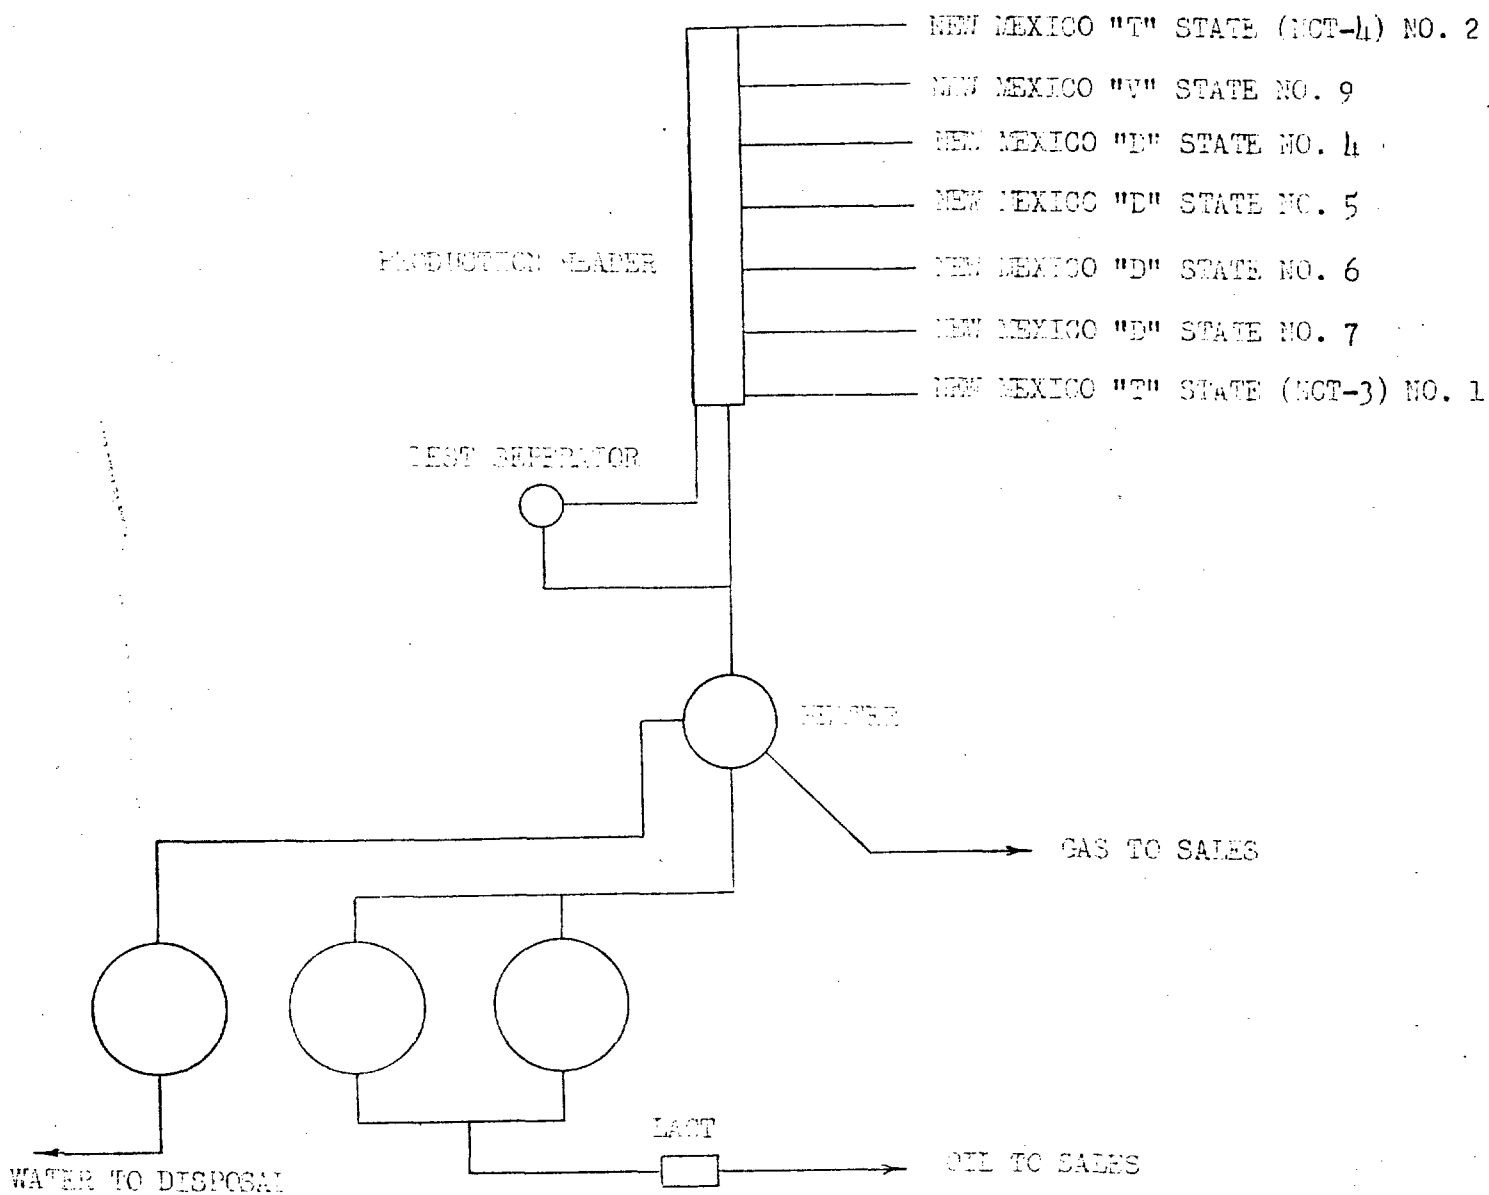 NEW MEXICO "T" STATE (NCT-4) NO. 2
NEW MEXICO "V" STATE NO. 9
NEW MEXICO "D" STATE NO. 4
NEW MEXICO "D" STATE NO. 5
PRODUCTION HEADER
NEW MEXICO "D" STATE NO. 6
NEW MEXICO "D" STATE NO. 7
NEW MEXICO "T" STATE (NCT-3) NO. 1
TEST SEPERATOR
HEATER
GAS TO SALES
LACT
OIL TO SALES
WATER TO DISPOSAL